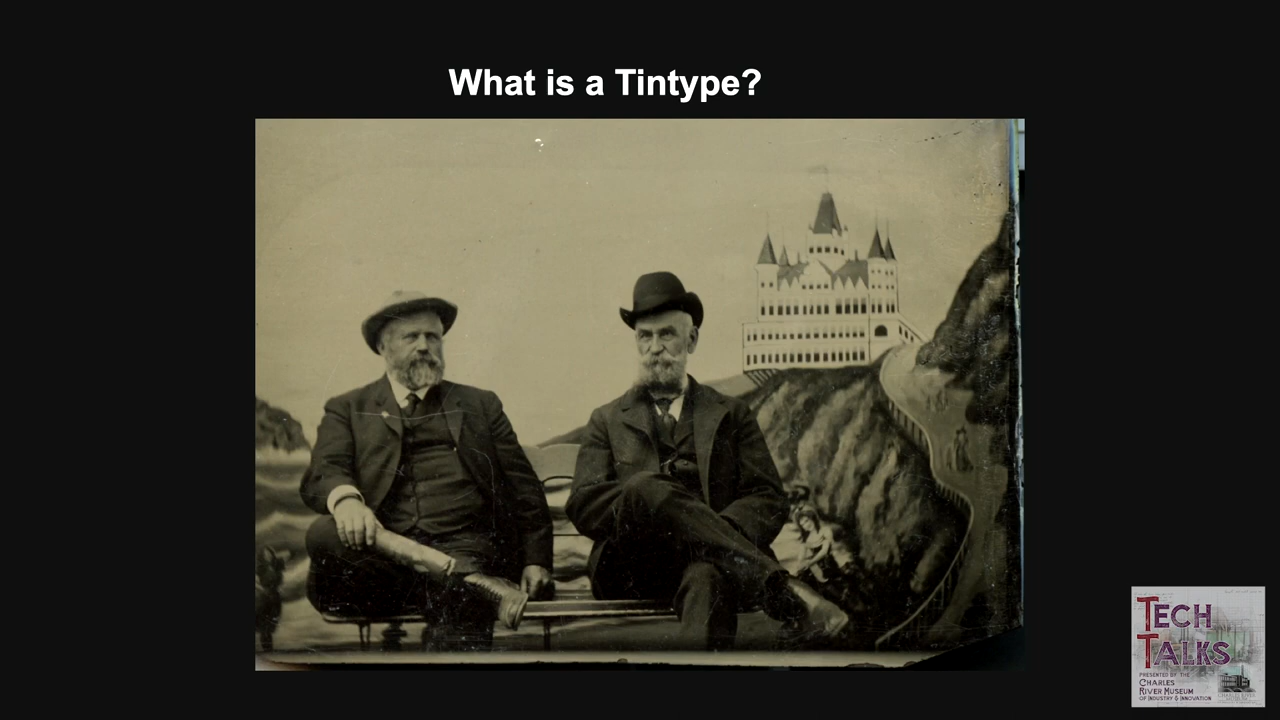 What is a Tintype?
TECH
TALKS
PRESENTED BY THE
CHARLES
RIVER MUSEUM
OF INDUSTRY & INNOVATION